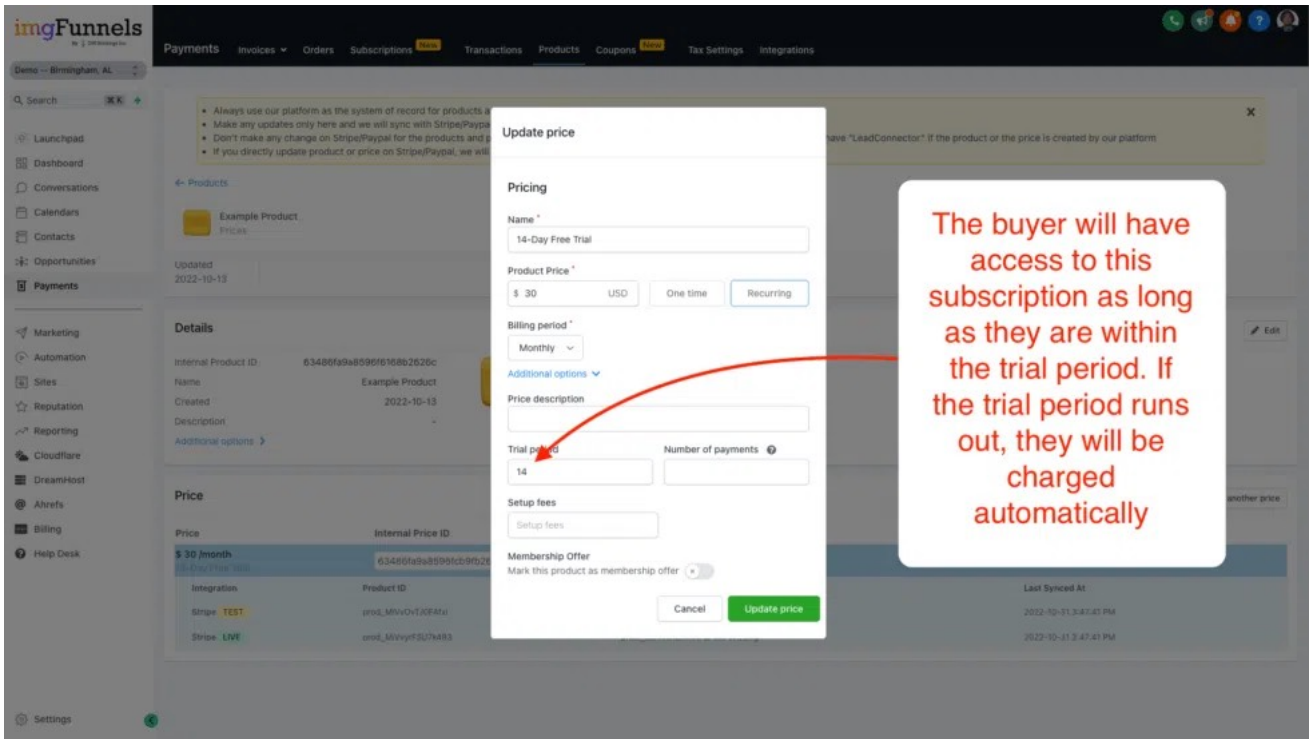 imgFunnels
Payments
Invoices
Orders
Subscriptions New
Transactions
Products
Coupons New
Tax Settings
Integrations
Demo -- Birmingham, AL
Search ⌘K
Launchpad
Dashboard
Conversations
Calendars
Contacts
Opportunities
Payments
Marketing
Automation
Sites
Reputation
Reporting
Cloudflare
DreamHost
Ahrefs
Billing
Help Desk
Settings
• Always use our platform as the system of record for products a
• Make any updates only here and we will sync with Stripe/Paypa
• Don't make any change on Stripe/Paypal for the products and p
have "LeadConnector." if the product or the price is created by our platform
• If you directly update product or price on Stripe/Paypal, we will
← Products
Example Product
Prices
Updated
2022-10-13
Details
Edit
Internal Product ID
Name Example Product
Created 2022-10-13
Description -
Additional options
Price
another price
Price Internal Price ID
$ 30 /month
Integration Product ID Last Synced At
Stripe TEST
Stripe LIVE
Update price
Pricing
Name *
14-Day Free Trial
Product Price *
$ 30 USD One time Recurring
Billing period *
Monthly
Additional options
Price description
Trial period Number of payments
14
Setup fees
Setup fees
Membership Offer
Mark this product as membership offer
Cancel Update price
The buyer will have
access to this
subscription as long
as they are within
the trial period. If
the trial period runs
out, they will be
charged
automatically